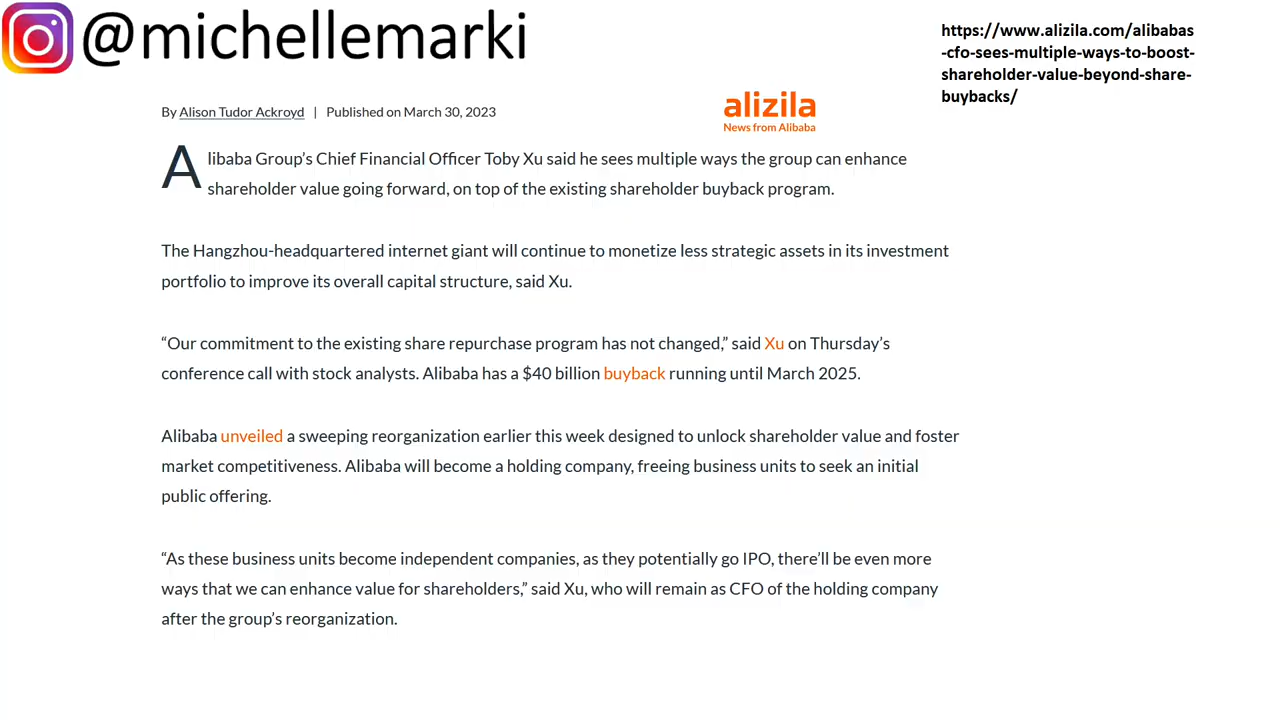 @michellemarki
https://www.alizila.com/alibabas
-cfo-sees-multiple-ways-to-boost-
shareholder-value-beyond-share-
buybacks/
By Alison Tudor Ackroyd | Published on March 30, 2023
alizila
News from Alibaba
Alibaba Group’s Chief Financial Officer Toby Xu said he sees multiple ways the group can enhance
shareholder value going forward, on top of the existing shareholder buyback program.
The Hangzhou-headquartered internet giant will continue to monetize less strategic assets in its investment
portfolio to improve its overall capital structure, said Xu.
“Our commitment to the existing share repurchase program has not changed,” said Xu on Thursday’s
conference call with stock analysts. Alibaba has a $40 billion buyback running until March 2025.
Alibaba unveiled a sweeping reorganization earlier this week designed to unlock shareholder value and foster
market competitiveness. Alibaba will become a holding company, freeing business units to seek an initial
public offering.
“As these business units become independent companies, as they potentially go IPO, there’ll be even more
ways that we can enhance value for shareholders,” said Xu, who will remain as CFO of the holding company
after the group’s reorganization.